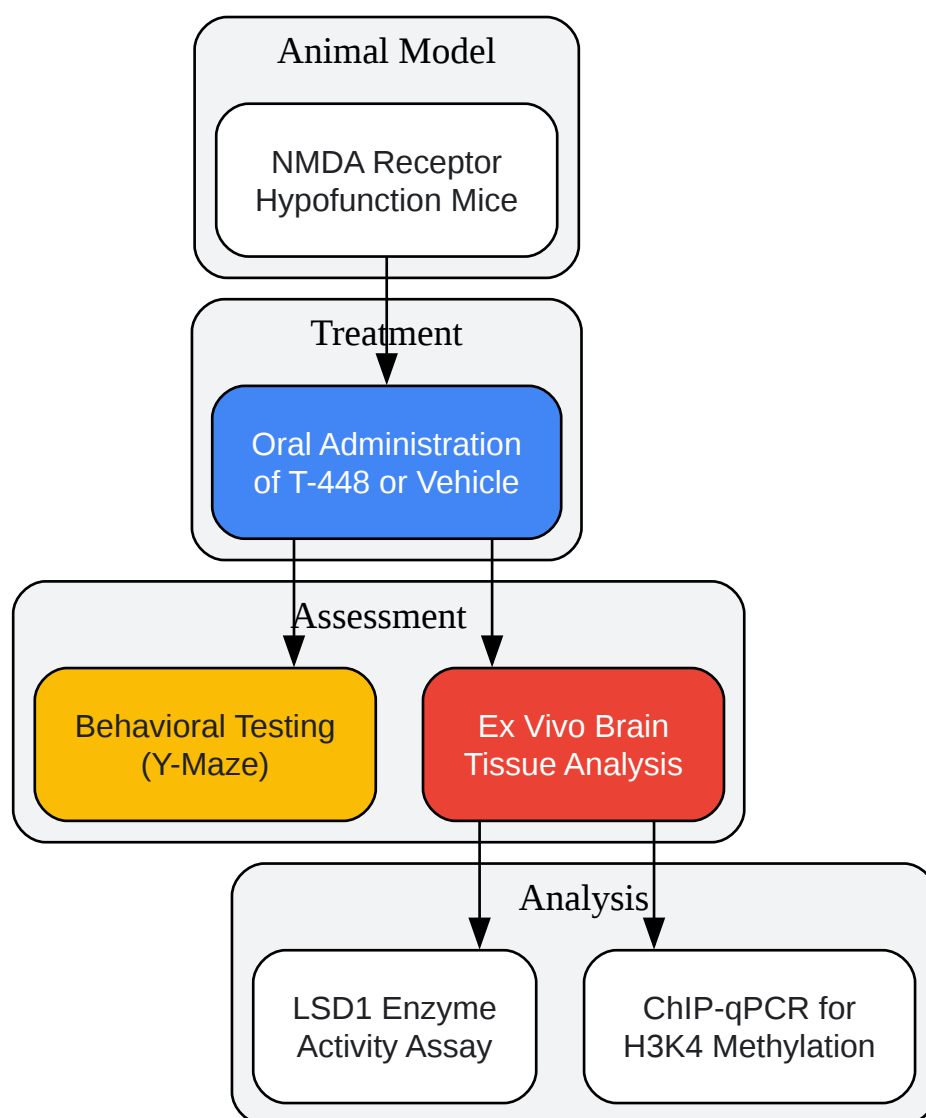 Animal Model
NMDA Receptor
Hypofunction Mice
Treatment
Oral Administration
of T-448 or Vehicle
Assessment
Behavioral Testing
(Y-Maze)
Ex Vivo Brain
Tissue Analysis
Analysis
LSD1 Enzyme
Activity Assay
ChIP-qPCR for
H3K4 Methylation